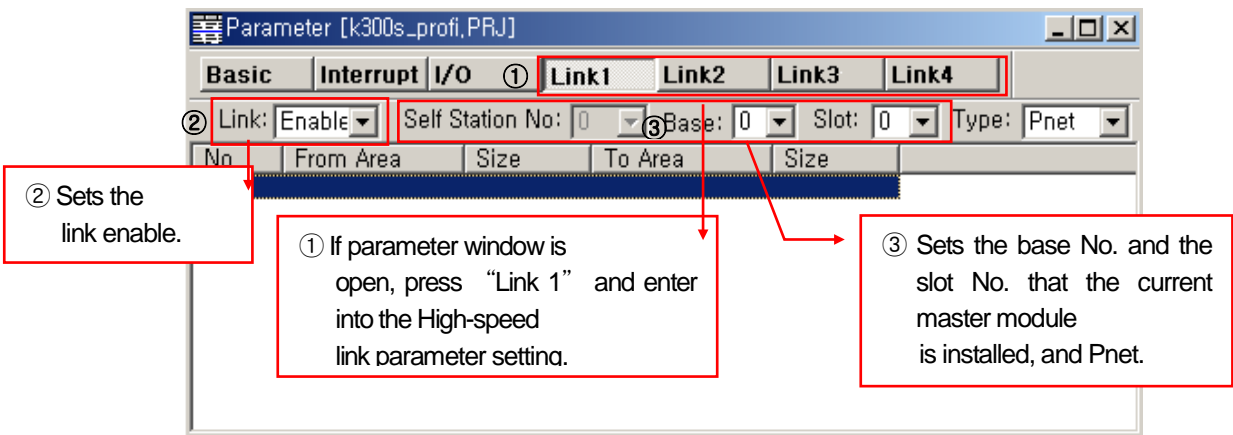 Parameter [k300s_profi,PRJ]
Basic Interrupt I/O ① Link1 Link2 Link3 Link4
② Link: Enable Self Station No: 0 ③ Base: 0 Slot: 0 Type: Pnet
No From Area Size To Area Size
② Sets the
link enable.
① If parameter window is
open, press “Link 1” and enter
into the High-speed
link parameter setting.
③ Sets the base No. and the
slot No. that the current
master module
is installed, and Pnet.